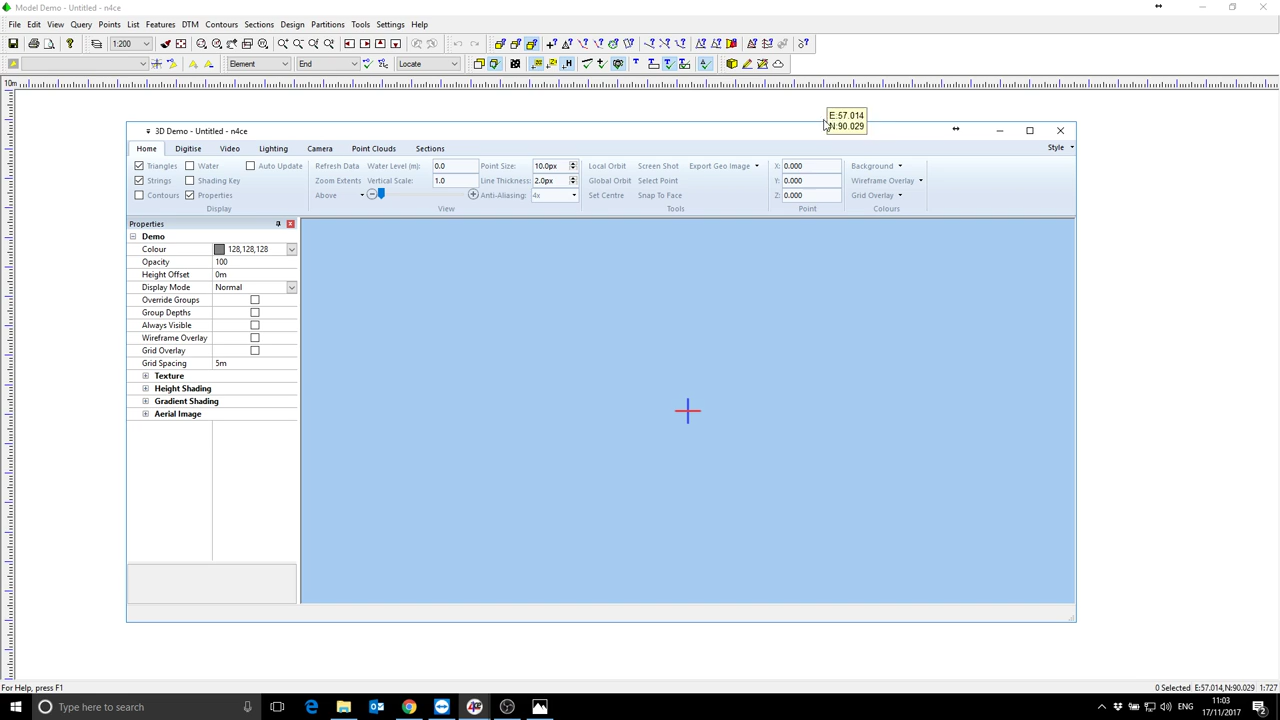 Model Demo - Untitled - n4ce
File Edit View Query Points List Features DTM Contours Sections Design Partitions Tools Settings Help
1:200
Element End Locate
10m
E:57.014
N:90.029
3D Demo - Untitled - n4ce
Home Digitise Video Lighting Camera Point Clouds Sections Style
Triangles Water Auto Update Refresh Data Water Level (m): 0.0 Point Size: 10.0px Local Orbit Screen Shot Export Geo Image X: 0.000 Background
Strings Shading Key Zoom Extents Vertical Scale: 1.0 Line Thickness: 2.0px Global Orbit Select Point Y: 0.000 Wireframe Overlay
Contours Properties Above Anti-Aliasing: 4x Set Centre Snap To Face Z: 0.000 Grid Overlay
Display View Tools Point Colours
Properties
Demo
Colour 128,128,128
Opacity 100
Height Offset 0m
Display Mode Normal
Override Groups
Group Depths
Always Visible
Wireframe Overlay
Grid Overlay
Grid Spacing 5m
Texture
Height Shading
Gradient Shading
Aerial Image
For Help, press F1 0 Selected E:57.014,N:90.029 1:727
Type here to search ENG 11:03
17/11/2017 2